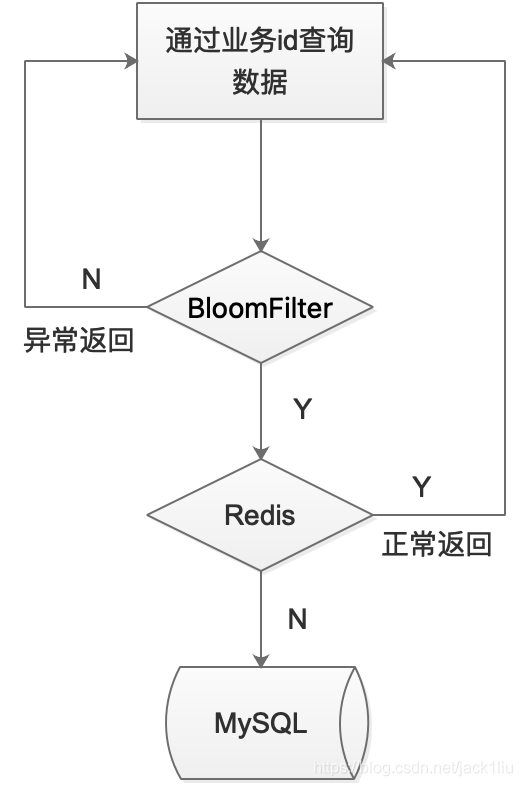 通过业务id查询
数据
N
BloomFilter
异常返回
Y
Y
Redis
正常返回
N
MySQL
https://blog.csdn.net/jack1liu